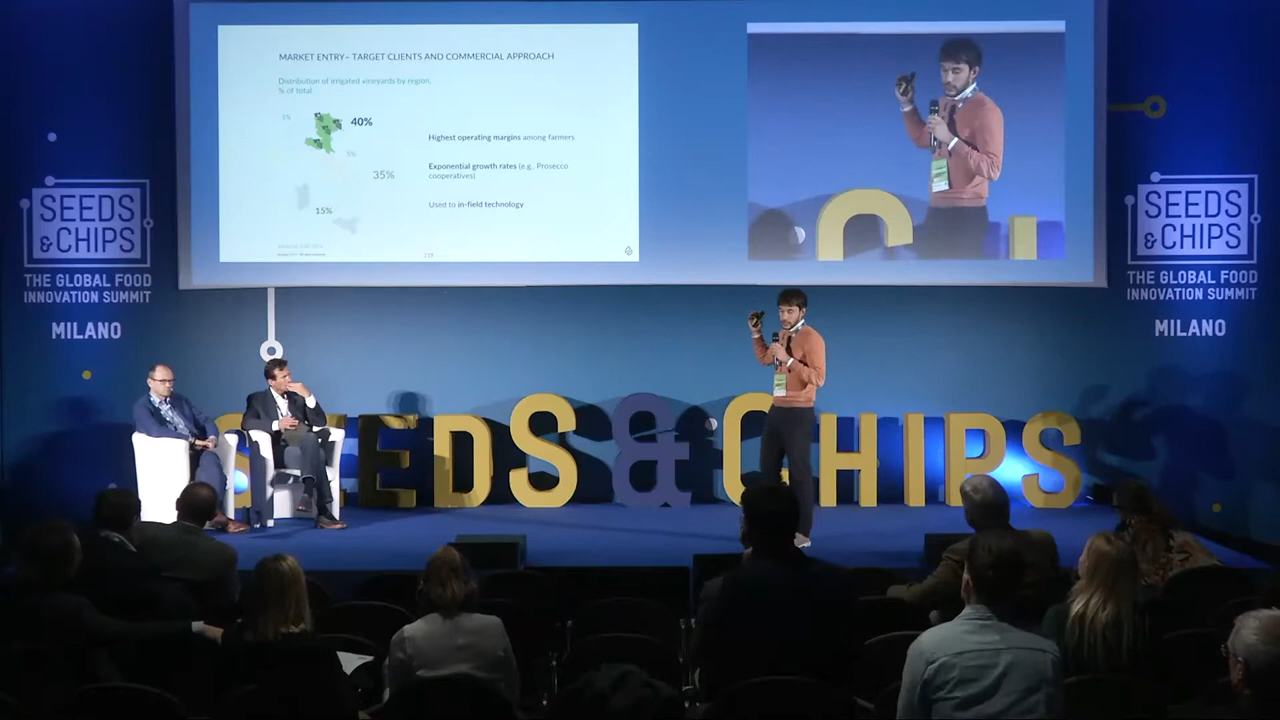 MARKET ENTRY– TARGET CLIENTS AND COMMERCIAL APPROACH
Distribution of irrigated vineyards by region,
% of total
5%
40%
5%
35%
15%
Highest operating margins among farmers
Exponential growth rates (e.g., Prosecco
cooperatives)
Used to in-field technology
SEEDS
&CHIPS
THE GLOBAL FOOD
INNOVATION SUMMIT
MILANO
SEEDS
&CHIPS
THE GLOBAL FOOD
INNOVATION SUMMIT
MILANO
SEEDS&CHIPS